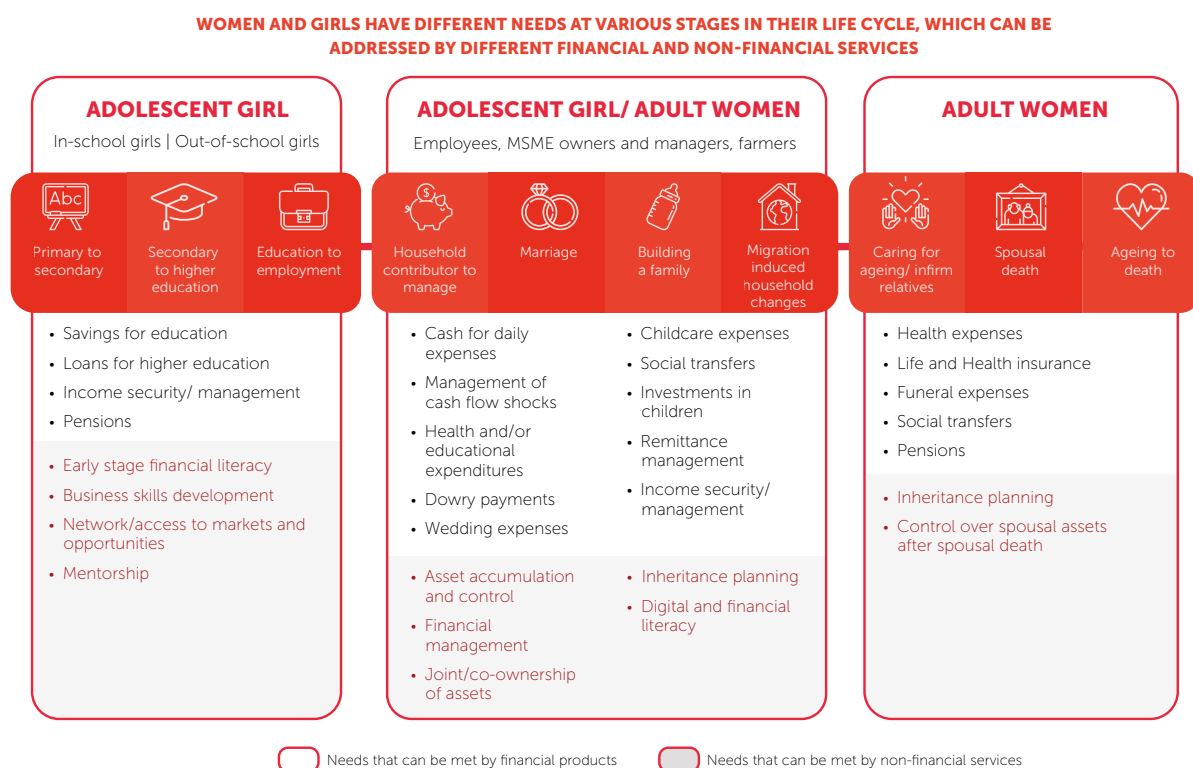 WOMEN AND GIRLS HAVE DIFFERENT NEEDS AT VARIOUS STAGES IN THEIR LIFE CYCLE, WHICH CAN BE
ADDRESSED BY DIFFERENT FINANCIAL AND NON-FINANCIAL SERVICES
ADOLESCENT GIRL
In-school girls | Out-of-school girls
Abc
Primary to
secondary
Secondary
to higher
education
Education to
employment
• Savings for education
• Loans for higher education
• Income security/ management
• Pensions
• Early stage financial literacy
• Business skills development
• Network/access to markets and
opportunities
• Mentorship
ADOLESCENT GIRL/ ADULT WOMEN
Employees, MSME owners and managers, farmers
$
Household
contributor to
manage
Marriage
Building
a family
Migration
induced
household
changes
• Cash for daily
expenses
• Management of
cash flow shocks
• Health and/or
educational
expenditures
• Dowry payments
• Wedding expenses
• Childcare expenses
• Social transfers
• Investments in
children
• Remittance
management
• Income security/
management
• Asset accumulation
and control
• Financial
management
• Joint/co-ownership
of assets
• Inheritance planning
• Digital and financial
literacy
ADULT WOMEN
Caring for
ageing/ infirm
relatives
Spousal
death
Ageing to
death
• Health expenses
• Life and Health insurance
• Funeral expenses
• Social transfers
• Pensions
• Inheritance planning
• Control over spousal assets
after spousal death
Needs that can be met by financial products
Needs that can be met by non-financial services